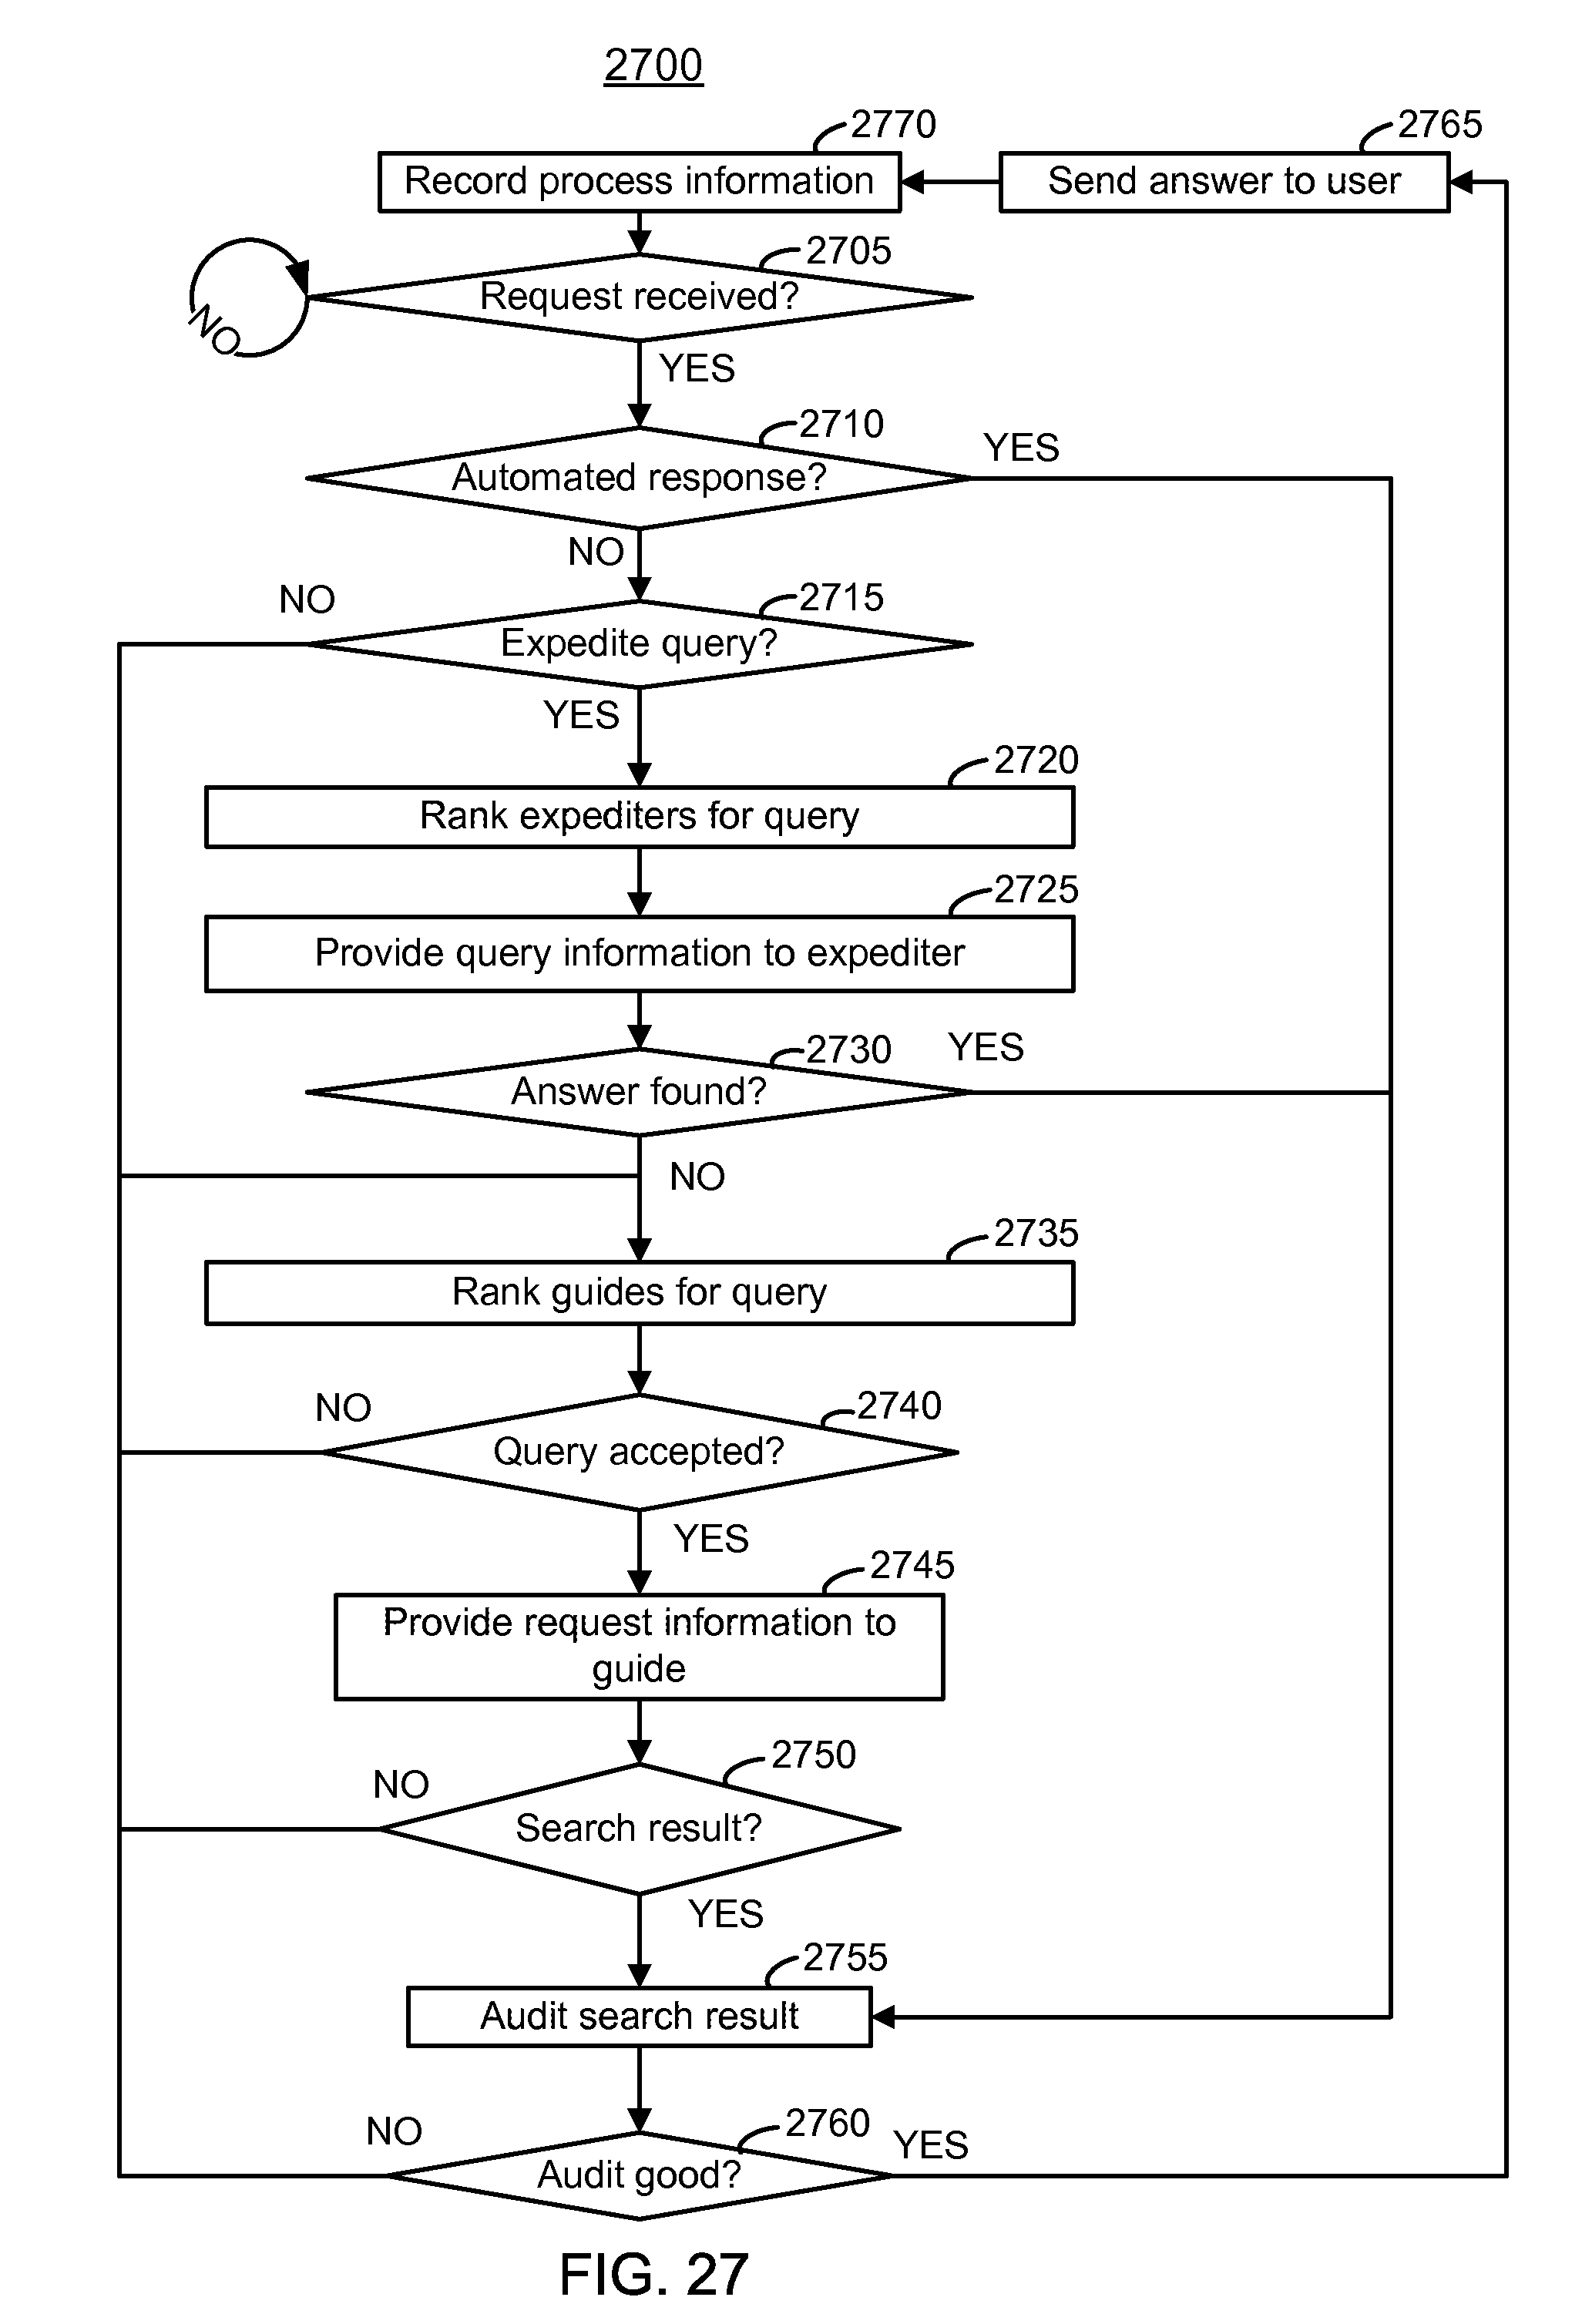 2700
2770
2765
Record process information
Send answer to user
2705
Request received?
NO
YES
2710
YES
Automated response?
NO
NO
2715
Expedite query?
YES
2720
Rank expediters for query
2725
Provide query information to expediter
2730
YES
Answer found?
NO
2735
Rank guides for query
NO
2740
Query accepted?
YES
2745
Provide request information to
guide
2750
NO
Search result?
YES
2755
Audit search result
NO
2760
YES
Audit good?
FIG. 27